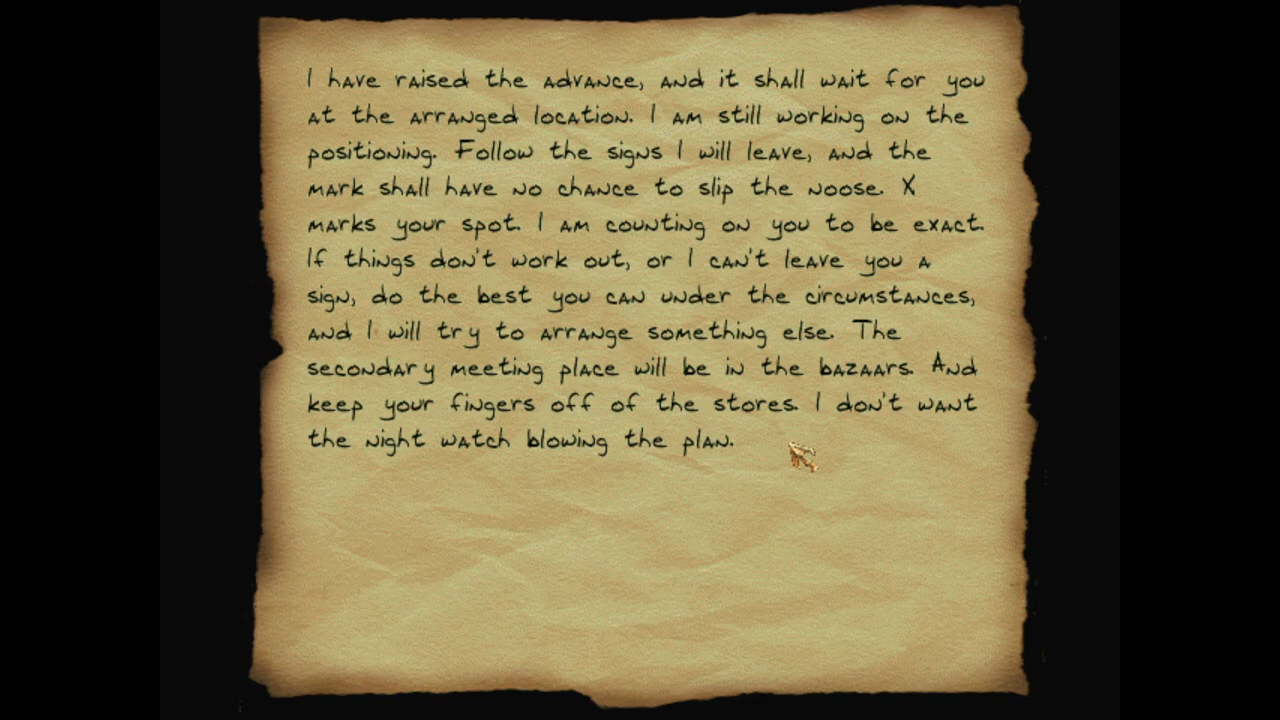 I have raised the advance, and it shall wait for you
at the arranged location. I am still working on the
positioning. Follow the signs I will leave, and the
mark shall have no chance to slip the noose. X
marks your spot. I am counting on you to be exact.
If things don't work out, or I can't leave you a
sign, do the best you can under the circumstances,
and I will try to arrange something else. The
secondary meeting place will be in the bazaars. And
keep your fingers off of the stores. I don't want
the night watch blowing the plan.